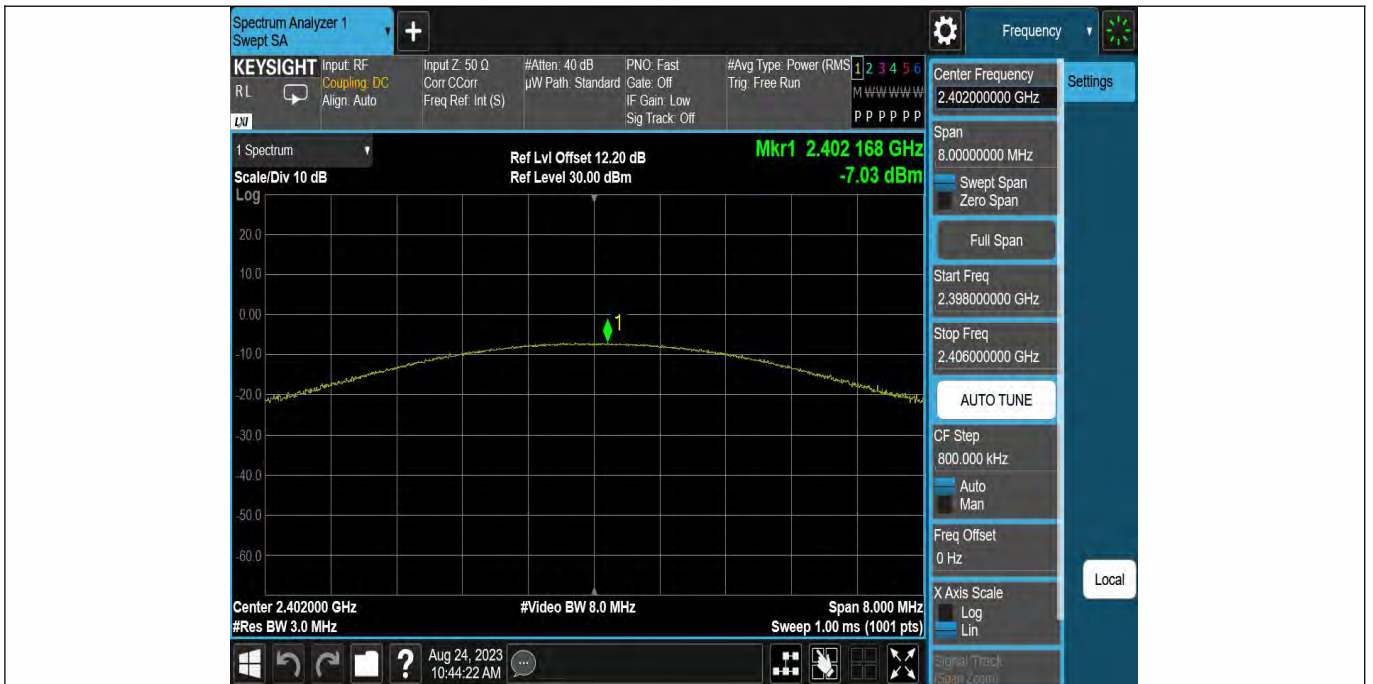 Spectrum Analyzer 1
Swept SA
+
Frequency
KEYSIGHT
RL
LXI
Input: RF
Coupling: DC
Align: Auto
Input Z: 50 Ω
Corr CCorr
Freq Ref: Int (S)
#Atten: 40 dB
µW Path: Standard
PNO: Fast
Gate: Off
IF Gain: Low
Sig Track: Off
#Avg Type: Power (RMS
Trig: Free Run
1 2 3 4 5 6
M W W W W W
P P P P P P
1 Spectrum
Scale/Div 10 dB
Log
Ref Lvl Offset 12.20 dB
Ref Level 30.00 dBm
Mkr1 2.402 168 GHz
-7.03 dBm
20.0
10.0
0.00
1
-10.0
-20.0
-30.0
-40.0
-50.0
-60.0
Center 2.402000 GHz
#Video BW 8.0 MHz
Span 8.000 MHz
#Res BW 3.0 MHz
Sweep 1.00 ms (1001 pts)
?
Aug 24, 2023
10:44:22 AM
Center Frequency
2.402000000 GHz
Settings
Span
8.00000000 MHz
Swept Span
Zero Span
Full Span
Start Freq
2.398000000 GHz
Stop Freq
2.406000000 GHz
AUTO TUNE
CF Step
800.000 kHz
Auto
Man
Freq Offset
0 Hz
X Axis Scale
Log
Lin
Local
Signal Track
(Span Zoom)